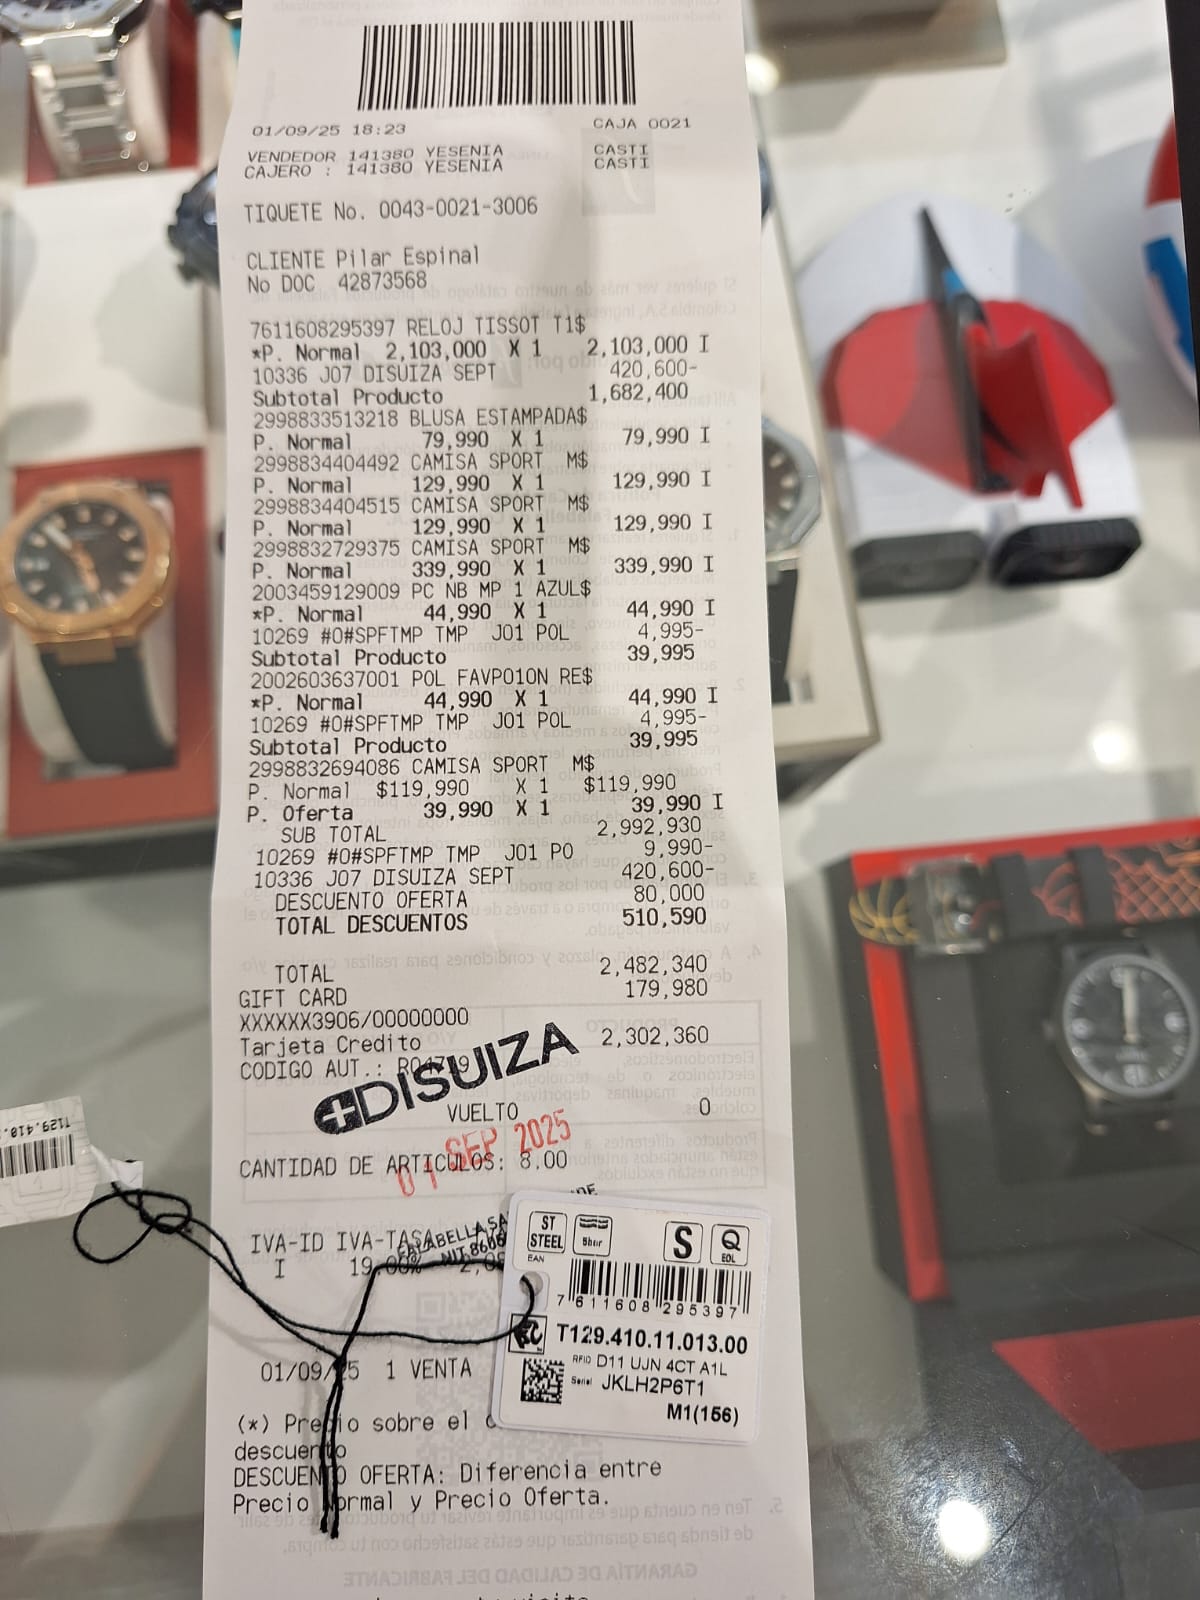 01/09/25 18:23 CAJA 0021
VENDEDOR 141380 YESENIA CASTI
CAJERO : 141380 YESENIA CASTI
TIQUETE No. 0043-0021-3006
CLIENTE Pilar Espinal
No DOC 42873568
7611608295397 RELOJ TISSOT T1$
*P. Normal 2,103,000 X 1 2,103,000 I
10336 J07 DISUIZA SEPT 420,600-
Subtotal Producto 1,682,400
2998833513218 BLUSA ESTAMPADA$
P. Normal 79,990 X 1 79,990 I
2998834404492 CAMISA SPORT M$
P. Normal 129,990 X 1 129,990 I
2998834404515 CAMISA SPORT M$
P. Normal 129,990 X 1 129,990 I
2998832729375 CAMISA SPORT M$
P. Normal 339,990 X 1 339,990 I
2003459129009 PC NB MP 1 AZUL$
*P. Normal 44,990 X 1 44,990 I
10269 #0#SPFTMP TMP J01 POL 4,995-
Subtotal Producto 39,995
2002603637001 POL FAVPO1ON RE$
*P. Normal 44,990 X 1 44,990 I
10269 #0#SPFTMP TMP J01 POL 4,995-
Subtotal Producto 39,995
2998832694086 CAMISA SPORT M$
P. Normal $119,990 X 1 $119,990
P. Oferta 39,990 X 1 39,990 I
SUB TOTAL 2,992,930
10269 #0#SPFTMP TMP J01 PO 9,990-
10336 J07 DISUIZA SEPT 420,600-
DESCUENTO OFERTA 80,000
TOTAL DESCUENTOS 510,590
TOTAL 2,482,340
GIFT CARD 179,980
XXXXXX3906/00000000
Tarjeta Credito 2,302,360
CODIGO AUT.:
DISUIZA
VUELTO 0
01 SEP 2025
CANTIDAD DE ARTICULOS: 8.00
IVA-ID IVA-TASA
FALABELLA SA
I 19.00%
ST STEEL
5bar
S
Q
EOL
EAN
7 611608 295397
T129.410.11.013.00
RFID D11 UJN 4CT A1L
Serial JKLH2P6T1
M1(156)
01/09/25 1 VENTA
(*) Precio sobre el
descuento
DESCUENTO OFERTA: Diferencia entre
Precio Normal y Precio Oferta.